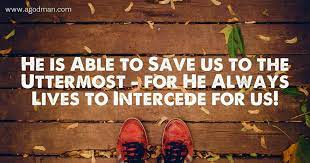 www.agodman.com
He is Able to Save us to the
Uttermost - for He Always
Lives to Intercede for us!